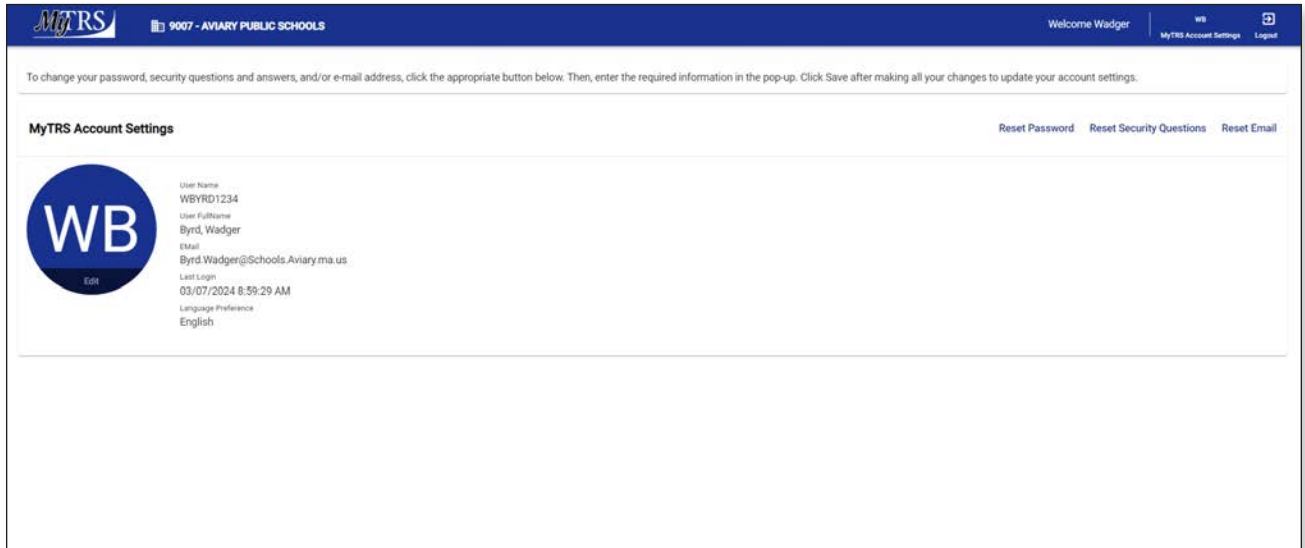 MyTRS
9007 - AVIARY PUBLIC SCHOOLS
Welcome Wadger
WB
MyTRS Account Settings
Logout
To change your password, security questions and answers, and/or e-mail address, click the appropriate button below. Then, enter the required information in the pop-up. Click Save after making all your changes to update your account settings.
MyTRS Account Settings
Reset Password Reset Security Questions Reset Email
WB
Edit
User Name
WBYRD1234
User FullName
Byrd, Wadger
EMail
Byrd.Wadger@Schools.Aviary.ma.us
Last Login
03/07/2024 8:59:29 AM
Language Preference
English